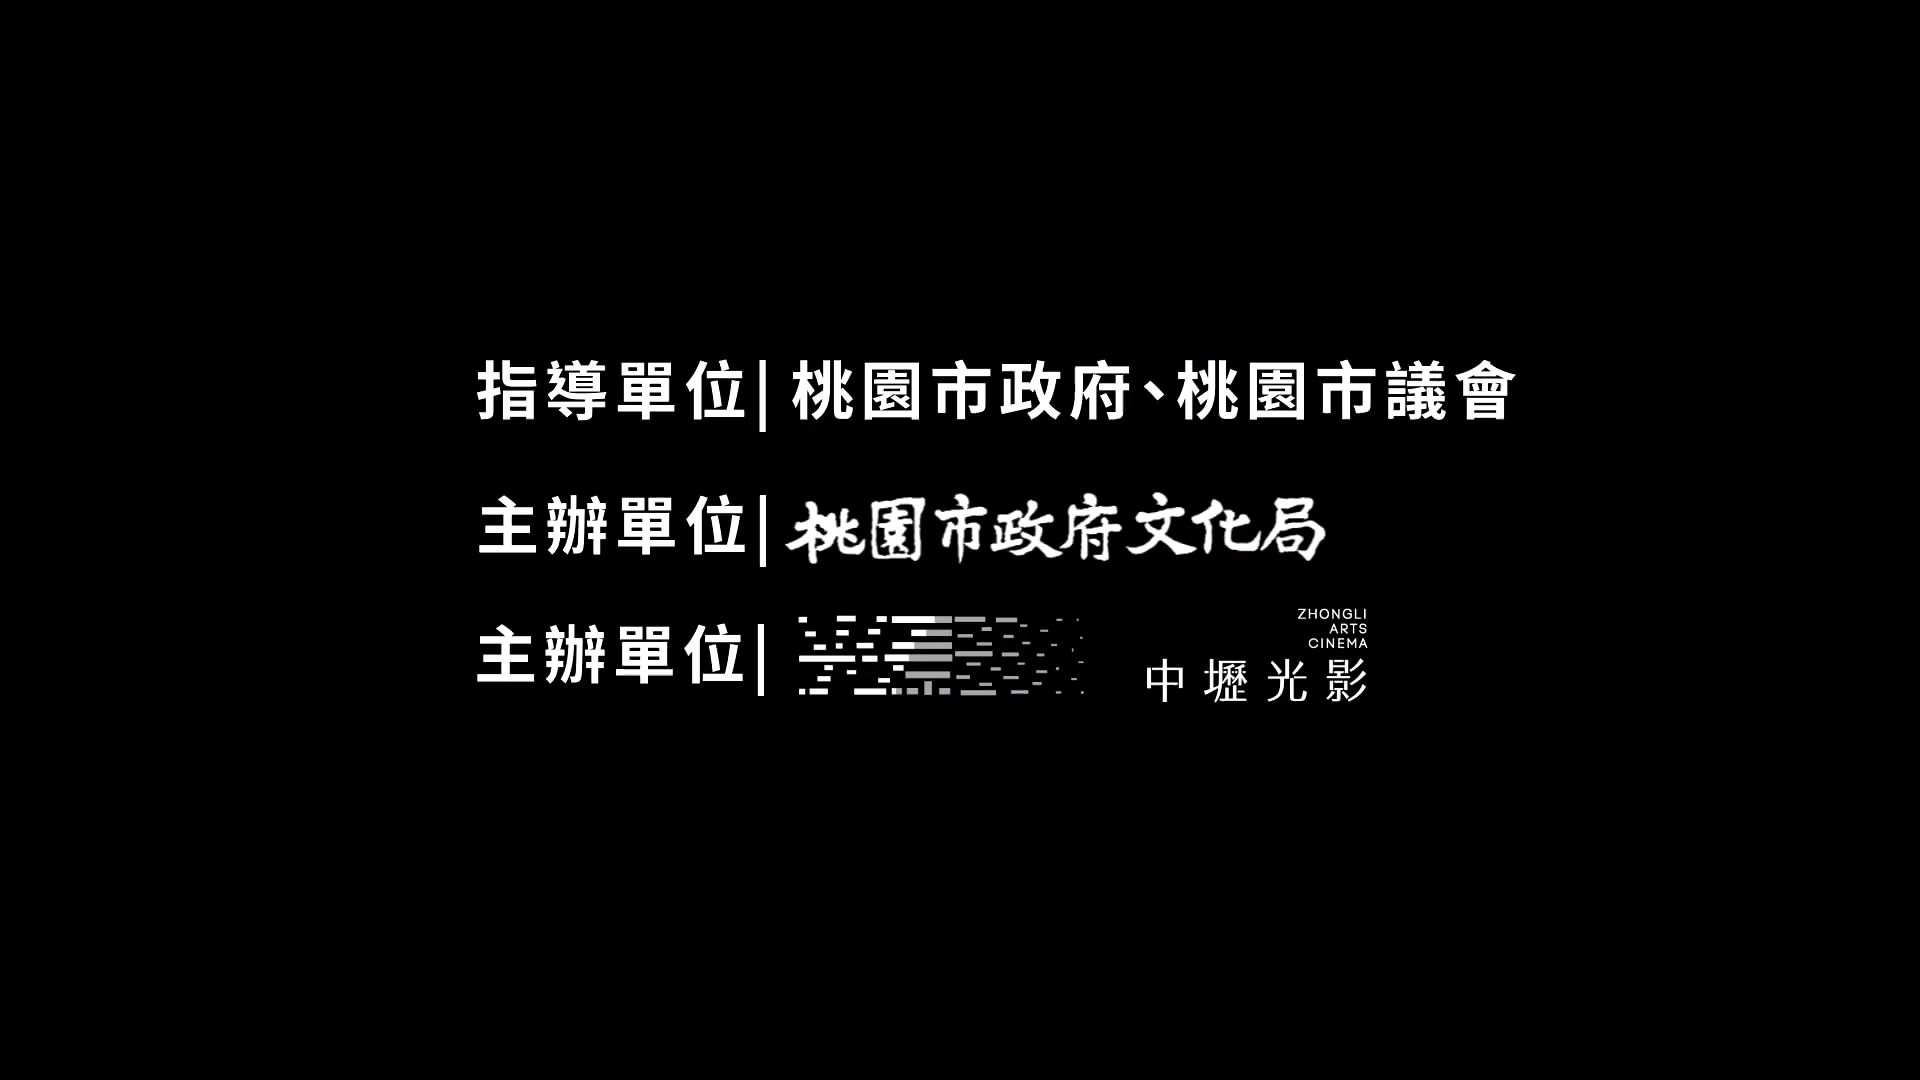 指導單位|桃園市政府、桃園市議會
主辦單位|桃園市政府文化局
主辦單位|
ZHONGLI
ARTS
CINEMA
中壢光影